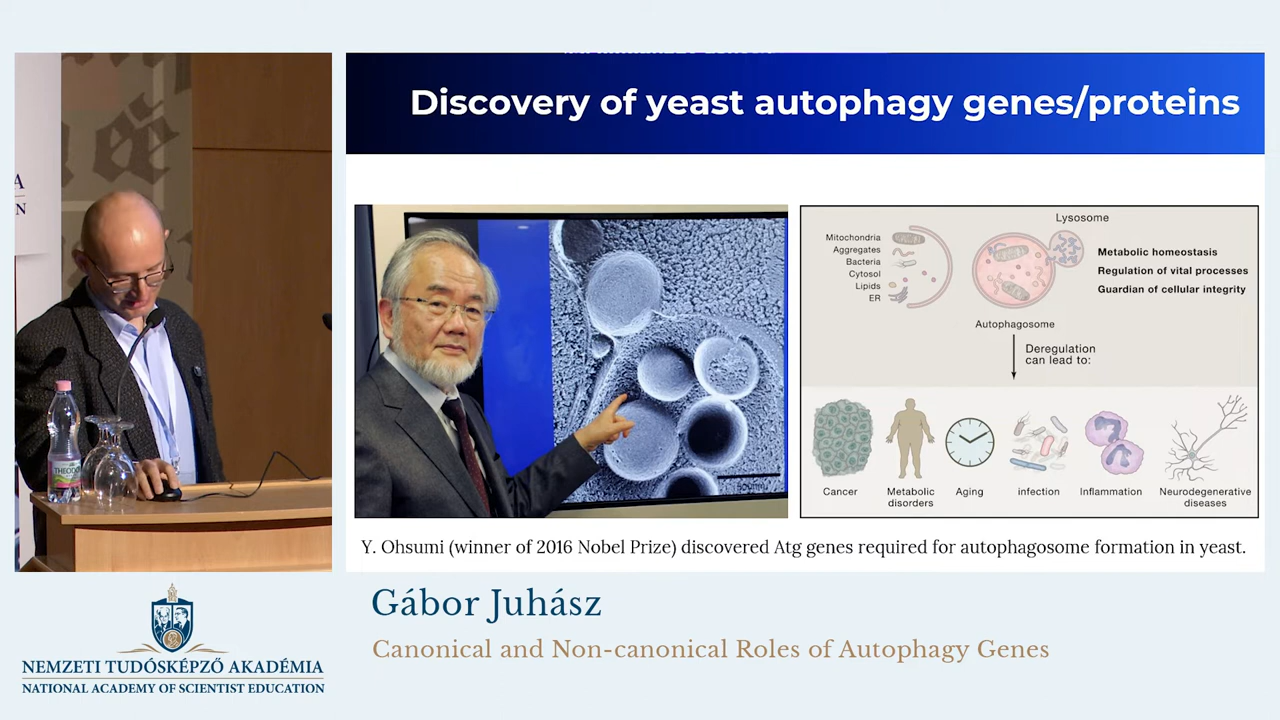 Discovery of yeast autophagy genes/proteins
A
N
THEODORA
Lysosome
Mitochondria
Aggregates
Bacteria
Cytosol
Lipids
ER
Metabolic homeostasis
Regulation of vital processes
Guardian of cellular integrity
Autophagosome
Deregulation
can lead to:
Cancer
Metabolic
disorders
Aging
infection
Inflammation
Neurodegenerative
diseases
Y. Ohsumi (winner of 2016 Nobel Prize) discovered Atg genes required for autophagosome formation in yeast.
Gábor Juhász
Canonical and Non-canonical Roles of Autophagy Genes
NEMZETI TUDÓSKÉPZŐ AKADÉMIA
NATIONAL ACADEMY OF SCIENTIST EDUCATION